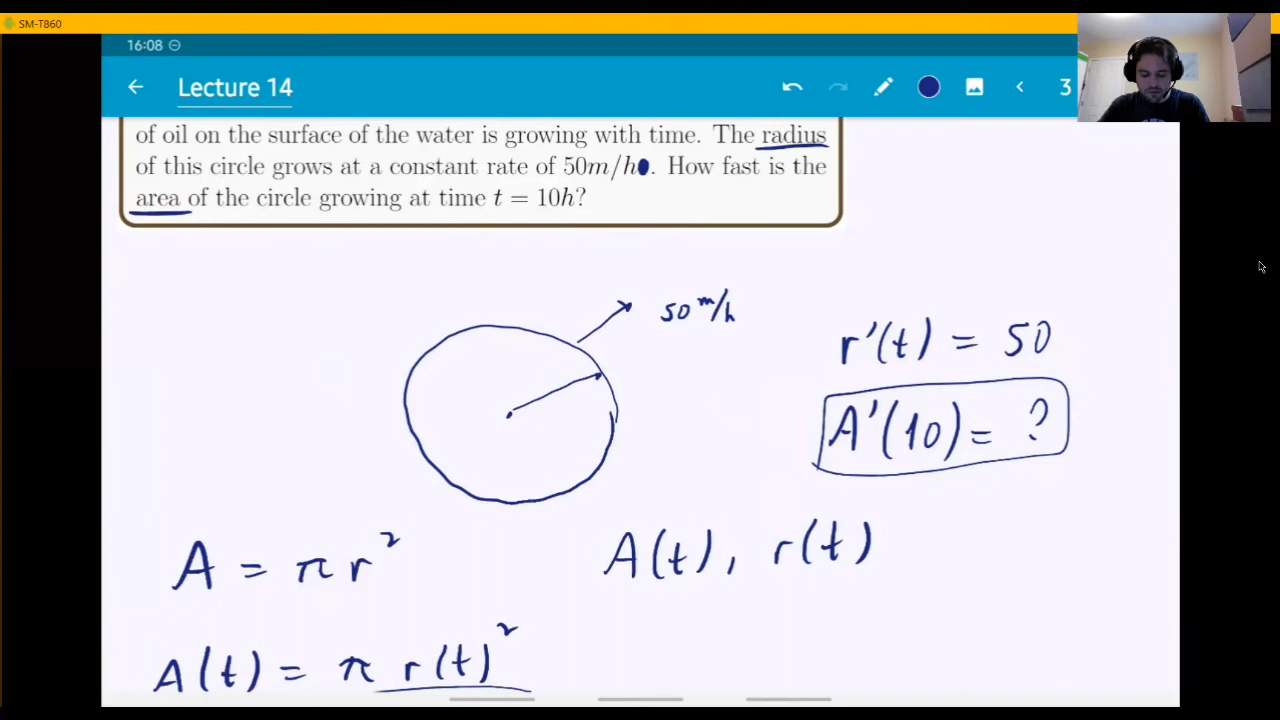 SM-T860
16:08
Lecture 14
3
of oil on the surface of the water is growing with time. The radius
of this circle grows at a constant rate of 50m/h. How fast is the
area of the circle growing at time t = 10h?
50 m/h
r'(t) = 50
A'(10) = ?
A = πr²
A(t), r(t)
A(t) = π r(t)²